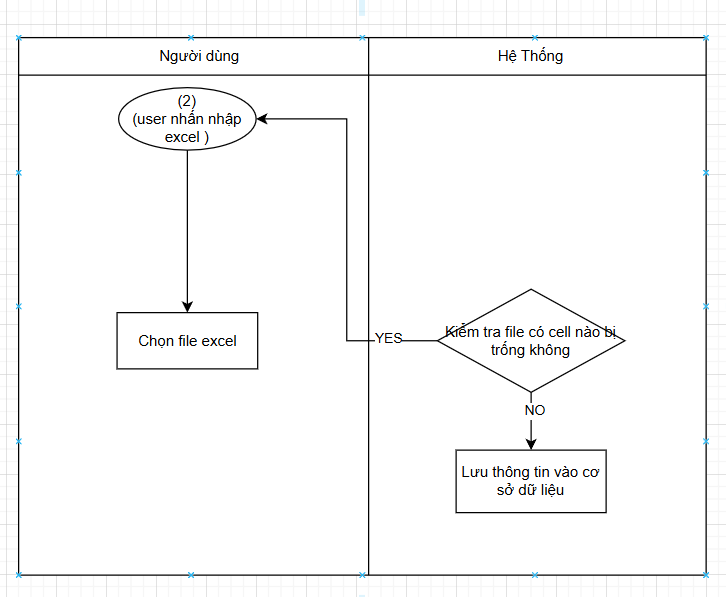 Người dùng
Hệ Thống
(2)
(user nhấn nhập
excel )
Chọn file excel
YES
Kiểm tra file có cell nào bị
trống không
NO
Lưu thông tin vào cơ
sở dữ liệu